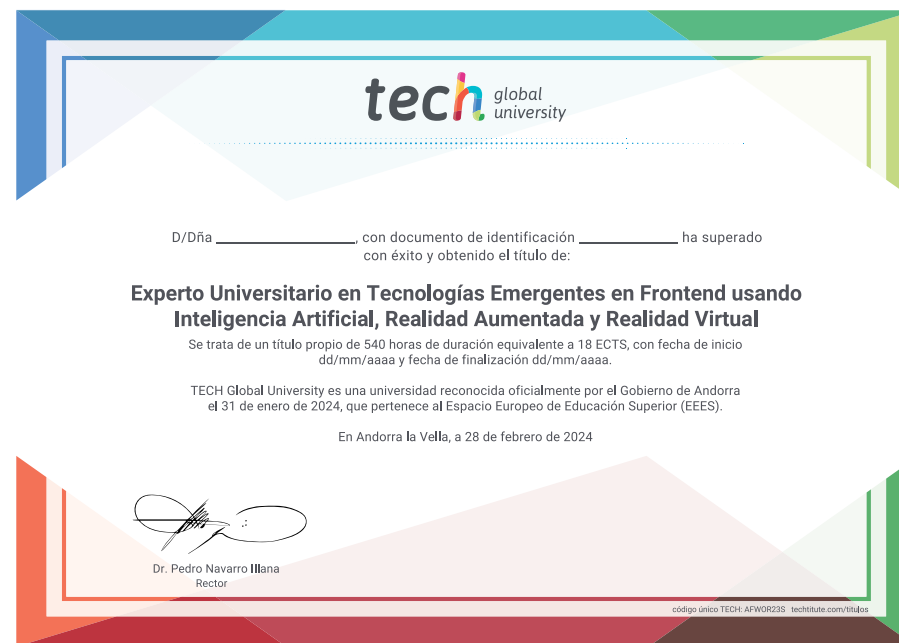 tech global university
D/Dña ____________________, con documento de identificación ______________ ha superado
con éxito y obtenido el título de:
Experto Universitario en Tecnologías Emergentes en Frontend usando
Inteligencia Artificial, Realidad Aumentada y Realidad Virtual
Se trata de un título propio de 540 horas de duración equivalente a 18 ECTS, con fecha de inicio
dd/mm/aaaa y fecha de finalización dd/mm/aaaa.
TECH Global University es una universidad reconocida oficialmente por el Gobierno de Andorra
el 31 de enero de 2024, que pertenece al Espacio Europeo de Educación Superior (EEES).
En Andorra la Vella, a 28 de febrero de 2024
Dr. Pedro Navarro Illana
Rector
código único TECH: AFWOR23S techtitute.com/titulos